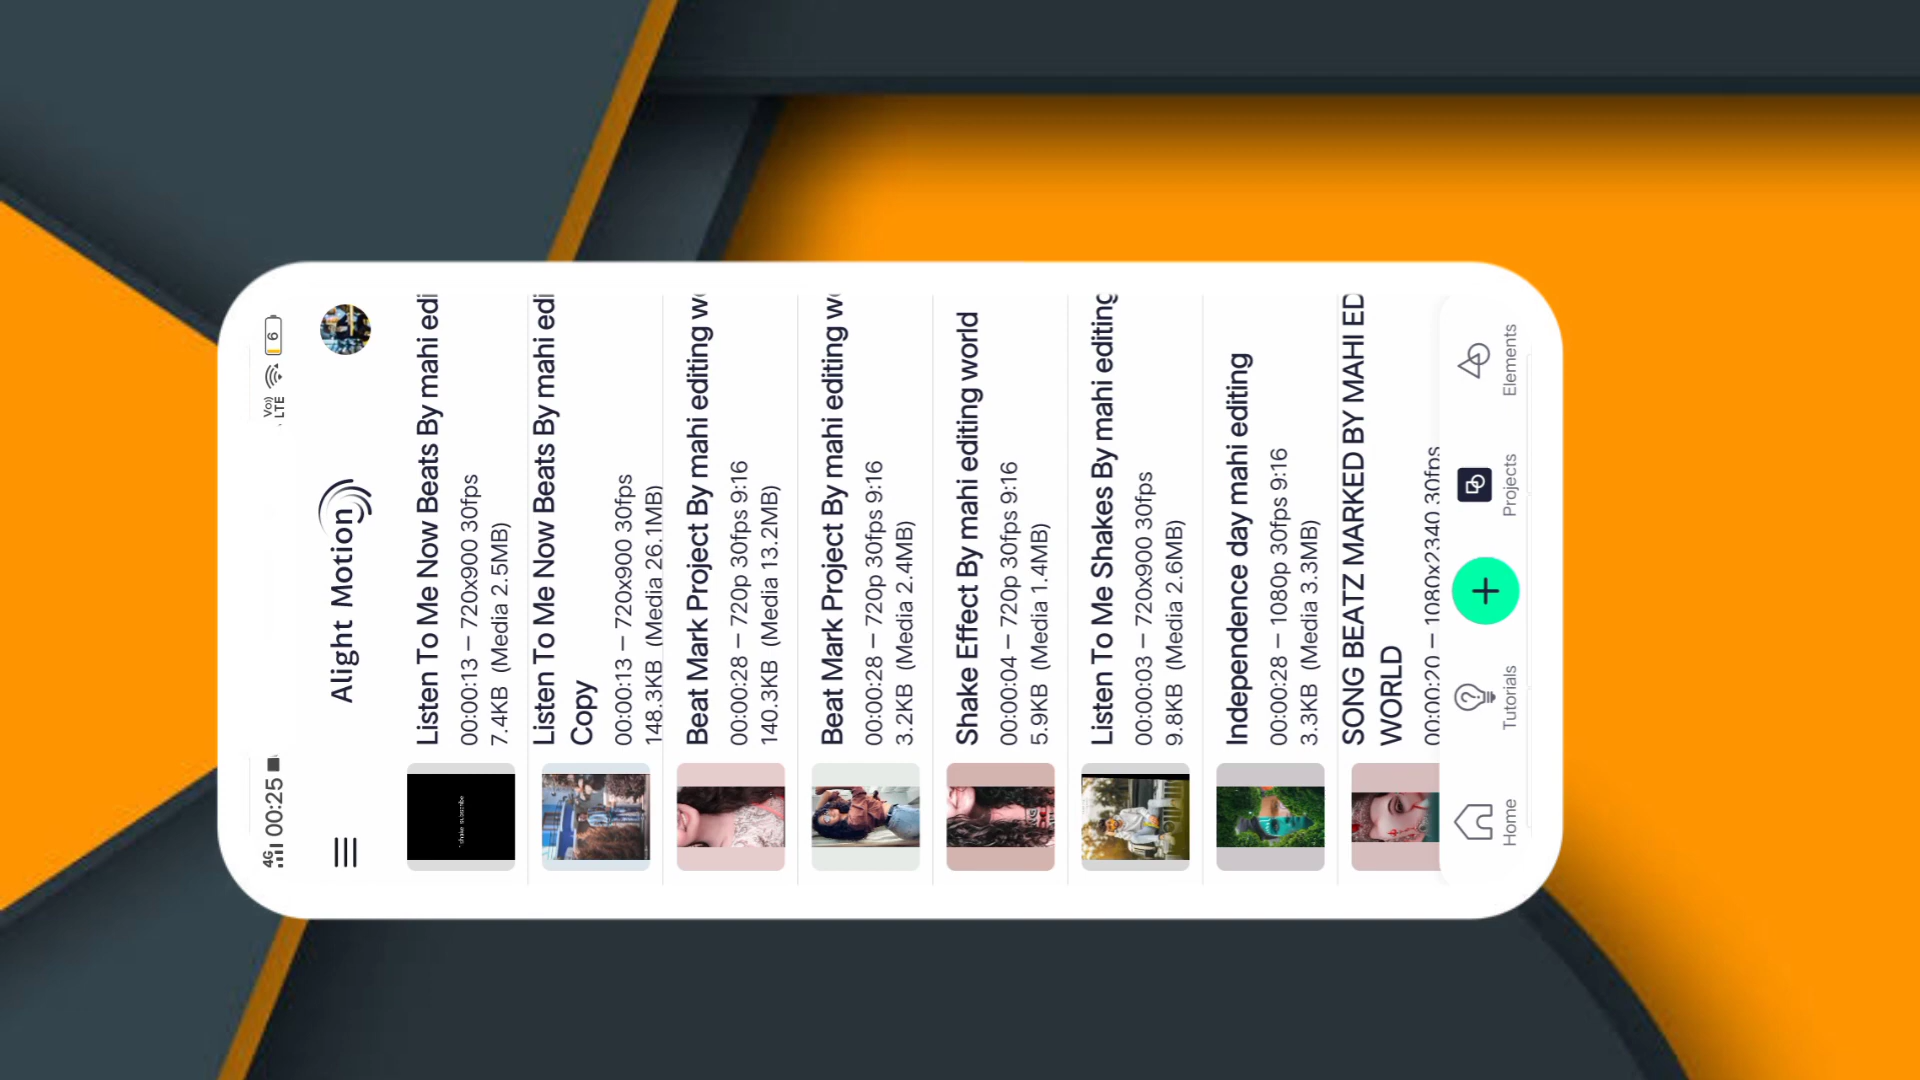 4G 00:25 Vo)) LTE 6
Alight Motion
Listen To Me Now Beats By mahi edi
00:00:13 — 720x900 30fps
7.4KB (Media 2.5MB)
Listen To Me Now Beats By mahi edi
Copy
00:00:13 — 720x900 30fps
148.3KB (Media 26.1MB)
Beat Mark Project By mahi editing w
00:00:28 — 720p 30fps 9:16
140.3KB (Media 13.2MB)
Beat Mark Project By mahi editing w
00:00:28 — 720p 30fps 9:16
3.2KB (Media 2.4MB)
Shake Effect By mahi editing world
00:00:04 — 720p 30fps 9:16
5.9KB (Media 1.4MB)
Listen To Me Shakes By mahi editing
00:00:03 — 720x900 30fps
9.8KB (Media 2.6MB)
Independence day mahi editing
00:00:28 — 1080p 30fps 9:16
3.3KB (Media 3.3MB)
SONG BEATZ MARKED BY MAHI ED
WORLD
00:00:20 — 1080x2340 30fps
Home Tutorials Projects Elements